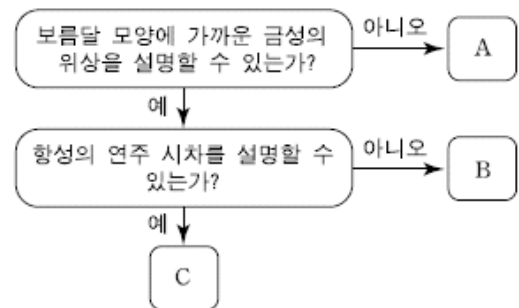 보름달 모양에 가까운 금성의
위상을 설명할 수 있는가?
아니오
A
예
항성의 연주 시차를 설명할 수
있는가?
아니오
B
예
C